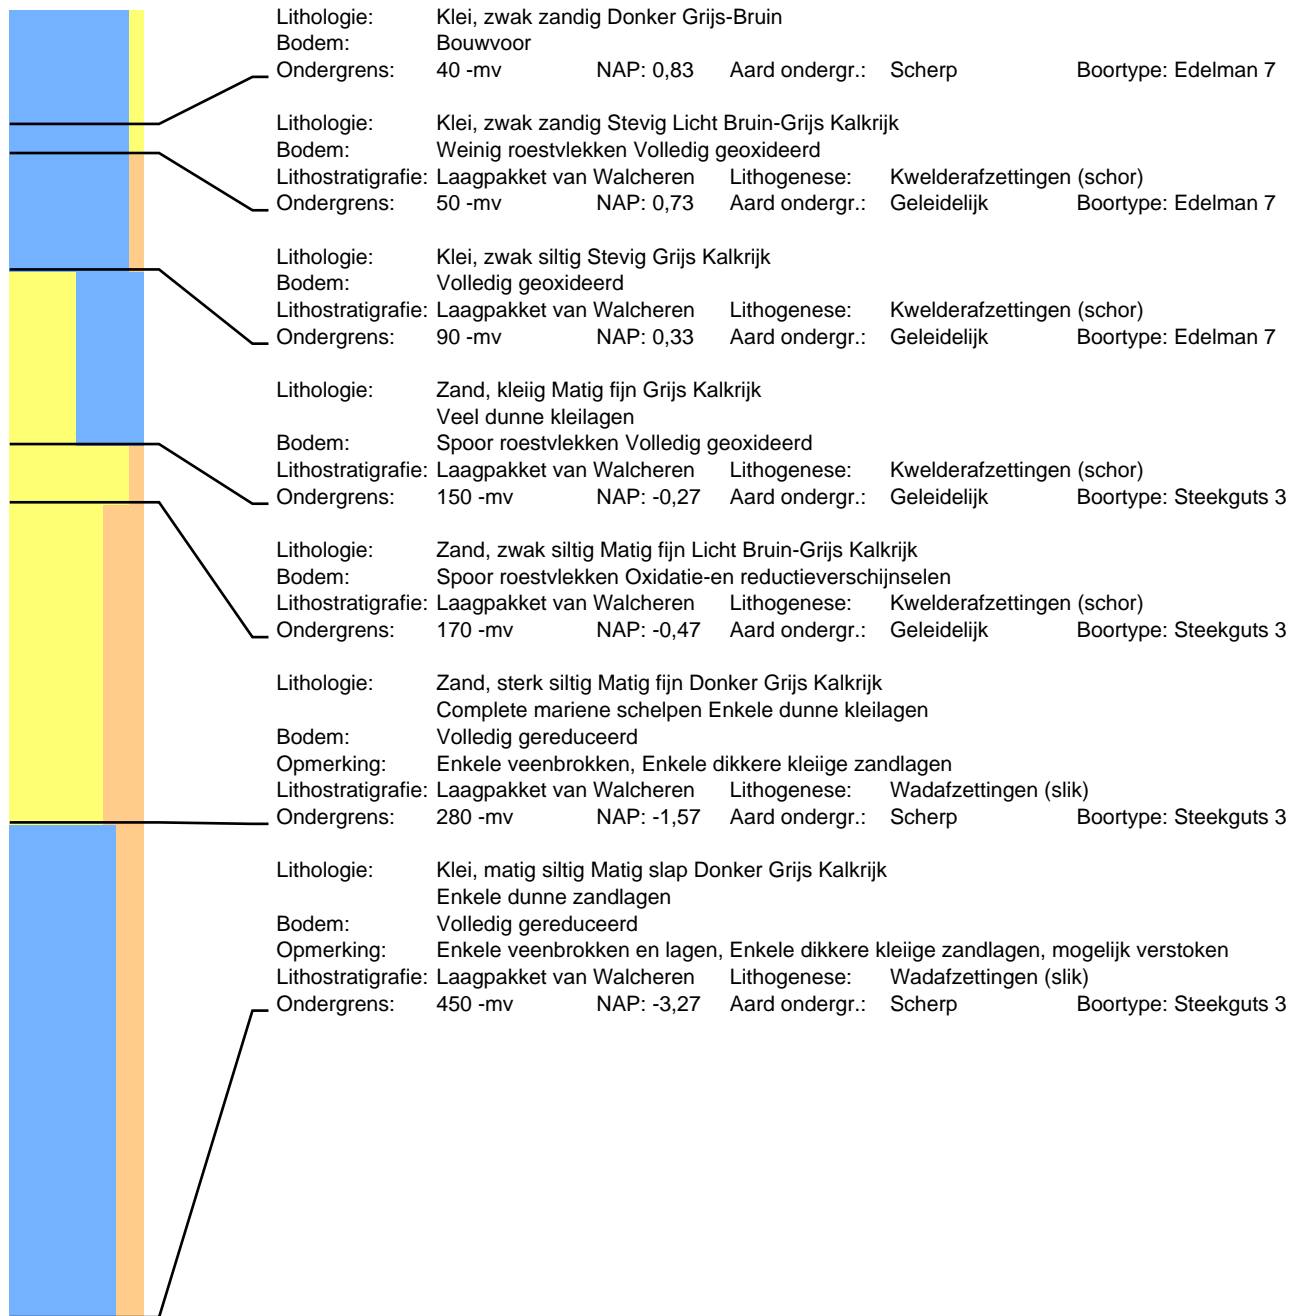 Lithologie: Klei, zwak zandig Donker Grijs-Bruin
Bodem: Bouwvoor
Ondergrens: 40 -mv NAP: 0,83 Aard ondergr.: Scherp Boortype: Edelman 7
Lithologie: Klei, zwak zandig Stevig Licht Bruin-Grijs Kalkrijk
Bodem: Weinig roestvlekken Volledig geoxideerd
Lithostratigrafie: Laagpakket van Walcheren Lithogenese: Kwelderafzettingen (schor)
Ondergrens: 50 -mv NAP: 0,73 Aard ondergr.: Geleidelijk Boortype: Edelman 7
Lithologie: Klei, zwak siltig Stevig Grijs Kalkrijk
Bodem: Volledig geoxideerd
Lithostratigrafie: Laagpakket van Walcheren Lithogenese: Kwelderafzettingen (schor)
Ondergrens: 90 -mv NAP: 0,33 Aard ondergr.: Geleidelijk Boortype: Edelman 7
Lithologie: Zand, kleiig Matig fijn Grijs Kalkrijk
Veel dunne kleilagen
Bodem: Spoor roestvlekken Volledig geoxideerd
Lithostratigrafie: Laagpakket van Walcheren Lithogenese: Kwelderafzettingen (schor)
Ondergrens: 150 -mv NAP: -0,27 Aard ondergr.: Geleidelijk Boortype: Steekguts 3
Lithologie: Zand, zwak siltig Matig fijn Licht Bruin-Grijs Kalkrijk
Bodem: Spoor roestvlekken Oxidatie-en reductieverschijnselen
Lithostratigrafie: Laagpakket van Walcheren Lithogenese: Kwelderafzettingen (schor)
Ondergrens: 170 -mv NAP: -0,47 Aard ondergr.: Geleidelijk Boortype: Steekguts 3
Lithologie: Zand, sterk siltig Matig fijn Donker Grijs Kalkrijk
Complete mariene schelpen Enkele dunne kleilagen
Bodem: Volledig gereduceerd
Opmerking: Enkele veenbrokken, Enkele dikkere kleiige zandlagen
Lithostratigrafie: Laagpakket van Walcheren Lithogenese: Wadafzettingen (slik)
Ondergrens: 280 -mv NAP: -1,57 Aard ondergr.: Scherp Boortype: Steekguts 3
Lithologie: Klei, matig siltig Matig slap Donker Grijs Kalkrijk
Enkele dunne zandlagen
Bodem: Volledig gereduceerd
Opmerking: Enkele veenbrokken en lagen, Enkele dikkere kleiige zandlagen, mogelijk verstoken
Lithostratigrafie: Laagpakket van Walcheren Lithogenese: Wadafzettingen (slik)
Ondergrens: 450 -mv NAP: -3,27 Aard ondergr.: Scherp Boortype: Steekguts 3